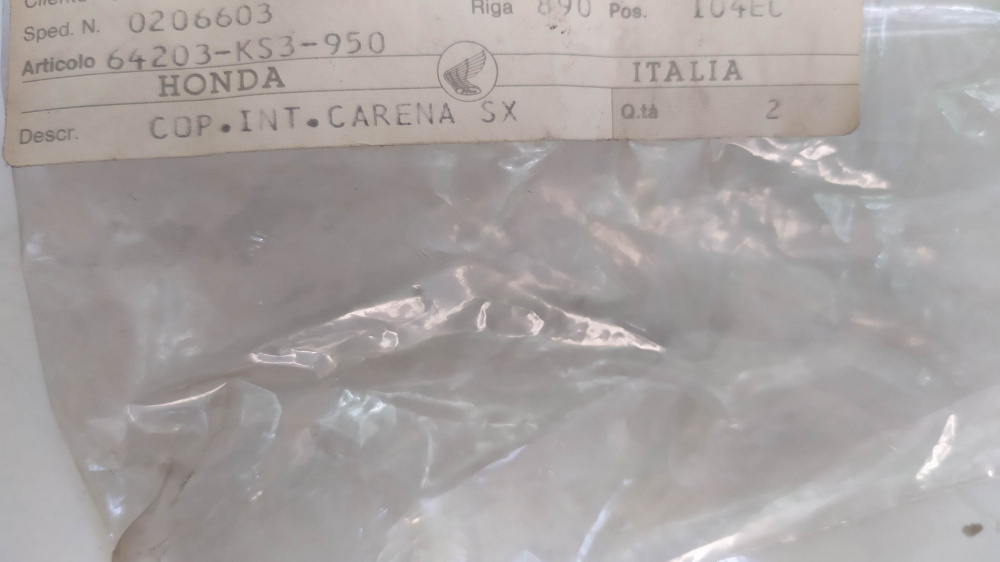 Cliente
Sped. N. 0206603 Riga 890 Pos. 104EC
Articolo 64203-KS3-950
HONDA ITALIA
Descr. COP.INT.CARENA SX Q.tà 2